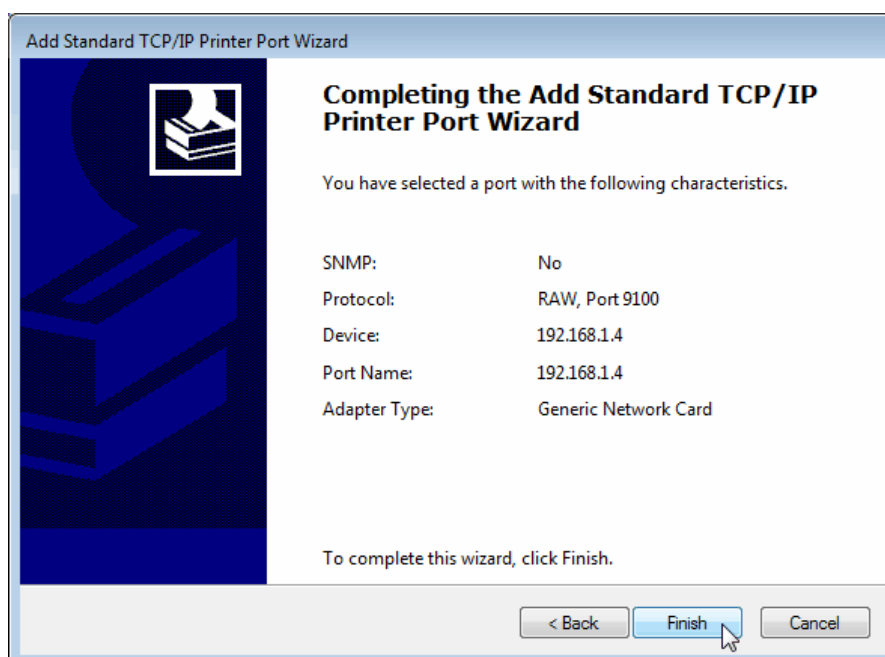 Add Standard TCP/IP Printer Port Wizard
Completing the Add Standard TCP/IP
Printer Port Wizard
You have selected a port with the following characteristics.
SNMP: No
Protocol: RAW, Port 9100
Device: 192.168.1.4
Port Name: 192.168.1.4
Adapter Type: Generic Network Card
To complete this wizard, click Finish.
< Back Finish Cancel